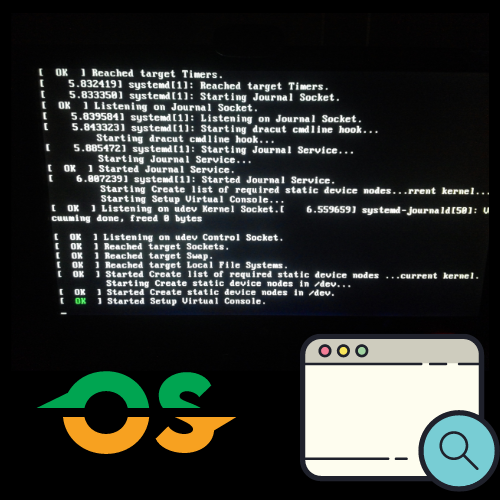 [  OK  ] Reached target Timers.
[    5.832419] systemd[1]: Reached target Timers.
[    5.833350] systemd[1]: Starting Journal Socket.
[  OK  ] Listening on Journal Socket.
[    5.839584] systemd[1]: Listening on Journal Socket.
[    5.843323] systemd[1]: Starting dracut cmdline hook...
Starting dracut cmdline hook...
[    5.885472] systemd[1]: Starting Journal Service...
Starting Journal Service...
[  OK  ] Started Journal Service.
[    6.007239] systemd[1]: Started Journal Service.
Starting Create list of required static device nodes...rrent kernel...
Starting Setup Virtual Console...
[  OK  ] Listening on udev Kernel Socket.[    6.559659] systemd-journald[50]: V
cuuming done, freed 0 bytes
[  OK  ] Listening on udev Control Socket.
[  OK  ] Reached target Sockets.
[  OK  ] Reached target Swap.
[  OK  ] Reached target Local File Systems.
[  OK  ] Started Create list of required static device nodes ...current kernel.
Starting Create static device nodes in /dev...
[  OK  ] Started Create static device nodes in /dev.
[  OK  ] Started Setup Virtual Console.
OS